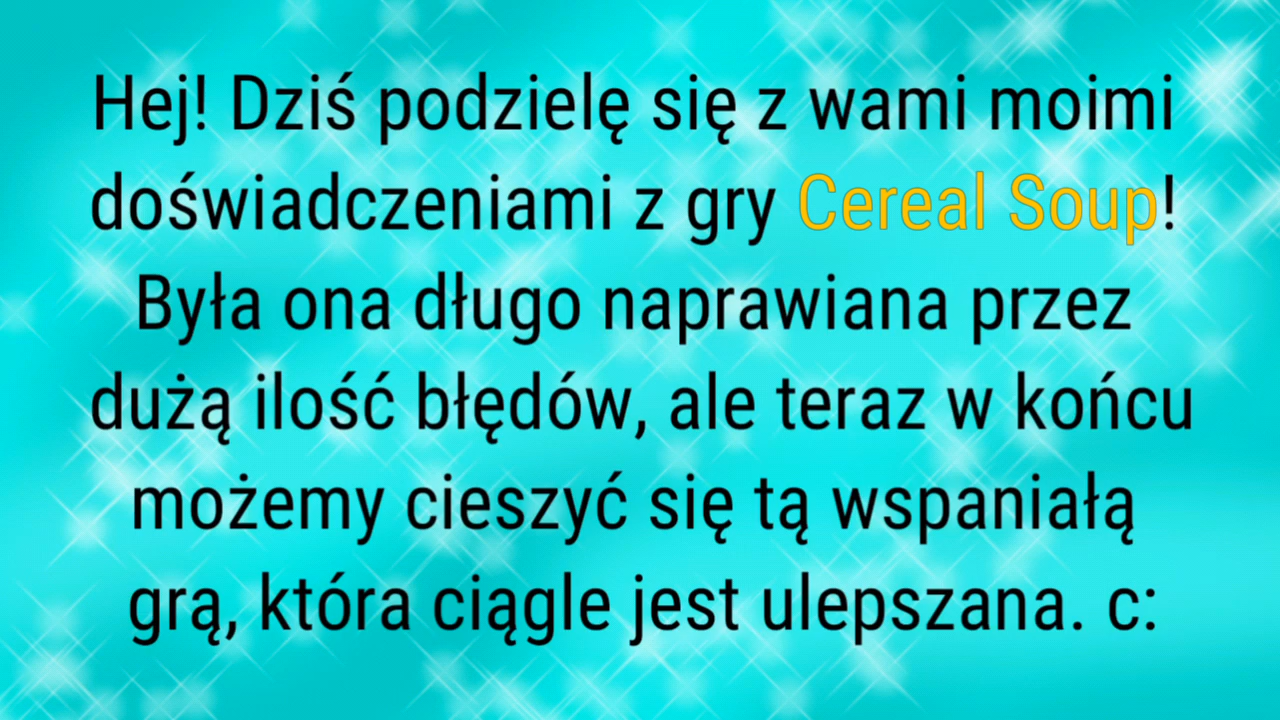 Hej! Dziś podzielę się z wami moimi
doświadczeniami z gry Cereal Soup!
Była ona długo naprawiana przez
dużą ilość błędów, ale teraz w końcu
możemy cieszyć się tą wspaniałą
grą, która ciągle jest ulepszana. c: